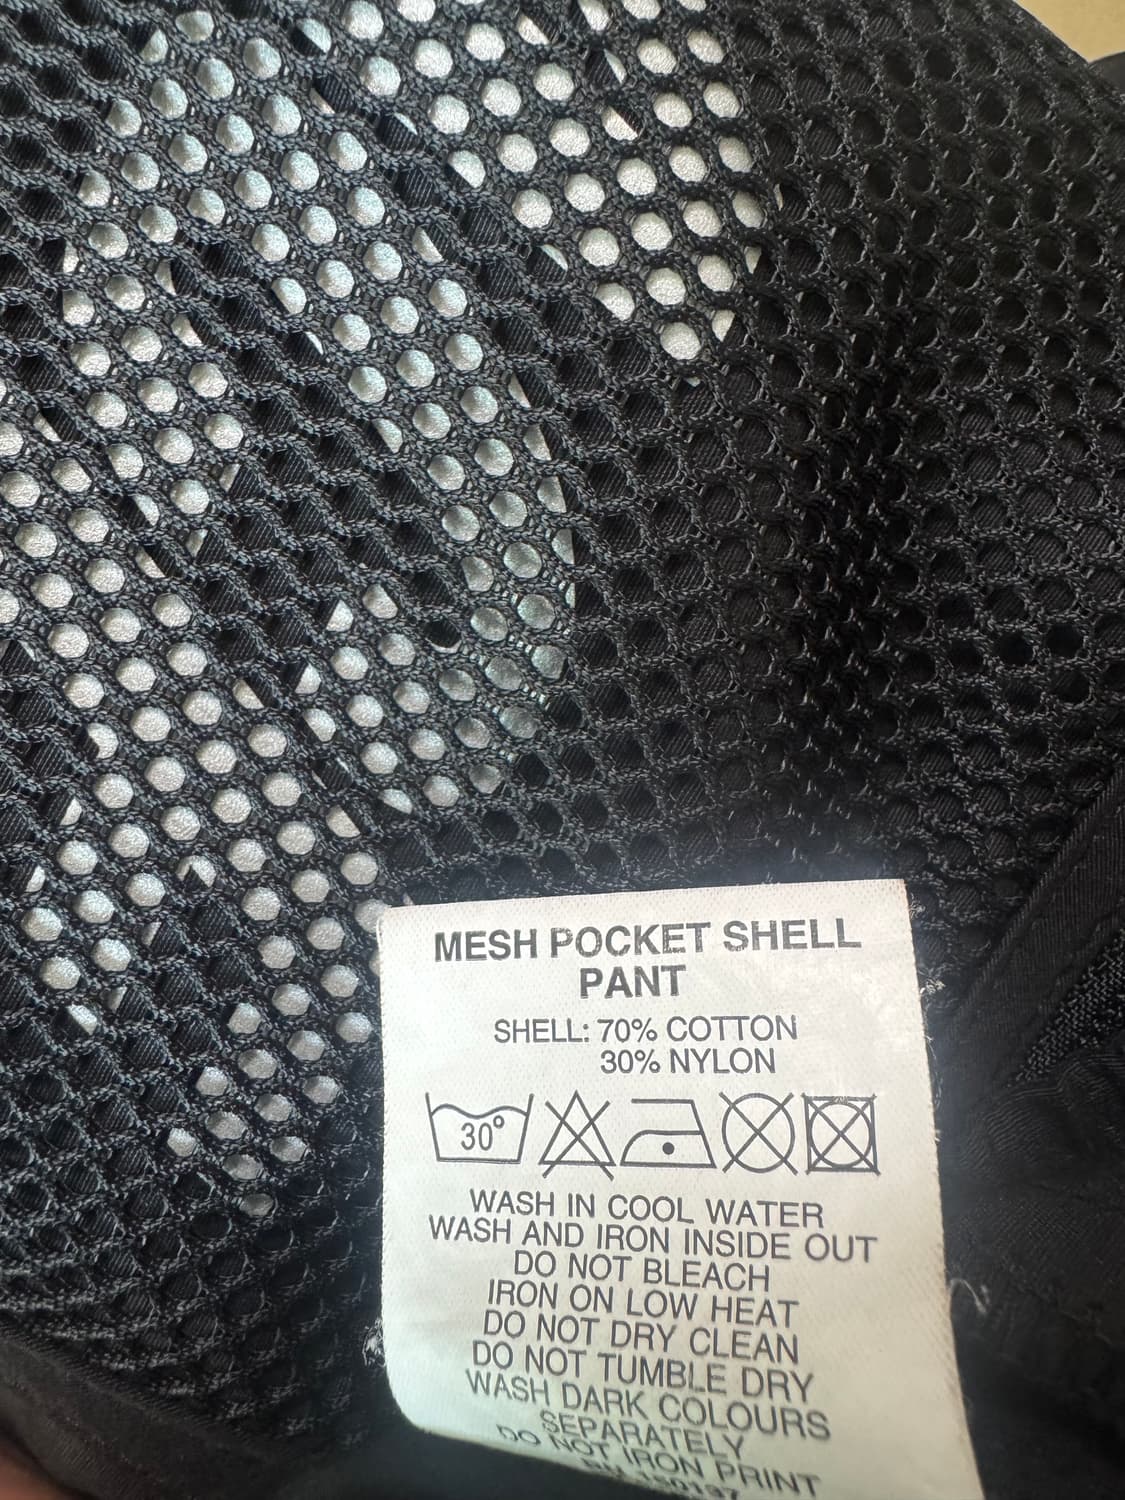 MESH POCKET SHELL
PANT
SHELL: 70% COTTON
30% NYLON
30°
WASH IN COOL WATER
WASH AND IRON INSIDE OUT
DO NOT BLEACH
IRON ON LOW HEAT
DO NOT DRY CLEAN
DO NOT TUMBLE DRY
WASH DARK COLOURS
SEPARATELY
DO NOT IRON PRINT